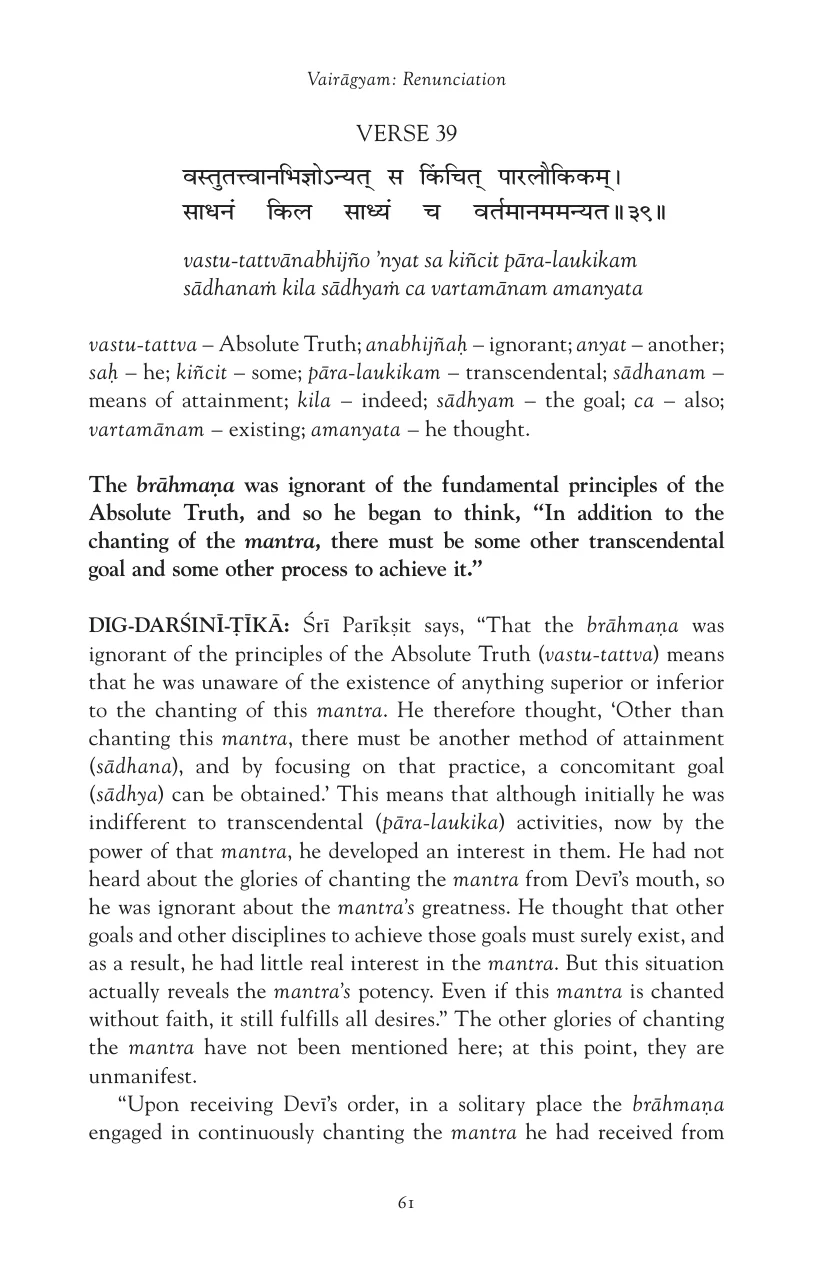 Vairāgyam: Renunciation
VERSE 39
वस्तुतत्त्वानभिज्ञोऽन्यत् स किंचित् पारलौकिकम्।
साधनं किल साध्यं च वर्तमानममन्यत॥३९॥
vastu-tattvānabhijño ’nyat sa kiñcit pāra-laukikam
sādhanaṁ kila sādhyaṁ ca vartamānam amanyata
vastu-tattva – Absolute Truth; anabhijñaḥ – ignorant; anyat – another;
saḥ – he; kiñcit – some; pāra-laukikam – transcendental; sādhanam –
means of attainment; kila – indeed; sādhyam – the goal; ca – also;
vartamānam – existing; amanyata – he thought.
The brāhmaṇa was ignorant of the fundamental principles of the
Absolute Truth, and so he began to think, “In addition to the
chanting of the mantra, there must be some other transcendental
goal and some other process to achieve it.”
DIG-DARŚINĪ-ṬĪKĀ: Śrī Parīkṣit says, “That the brāhmaṇa was
ignorant of the principles of the Absolute Truth (vastu-tattva) means
that he was unaware of the existence of anything superior or inferior
to the chanting of this mantra. He therefore thought, ‘Other than
chanting this mantra, there must be another method of attainment
(sādhana), and by focusing on that practice, a concomitant goal
(sādhya) can be obtained.’ This means that although initially he was
indifferent to transcendental (pāra-laukika) activities, now by the
power of that mantra, he developed an interest in them. He had not
heard about the glories of chanting the mantra from Devī’s mouth, so
he was ignorant about the mantra’s greatness. He thought that other
goals and other disciplines to achieve those goals must surely exist, and
as a result, he had little real interest in the mantra. But this situation
actually reveals the mantra’s potency. Even if this mantra is chanted
without faith, it still fulfills all desires.” The other glories of chanting
the mantra have not been mentioned here; at this point, they are
unmanifest.
“Upon receiving Devī’s order, in a solitary place the brāhmaṇa
engaged in continuously chanting the mantra he had received from
61